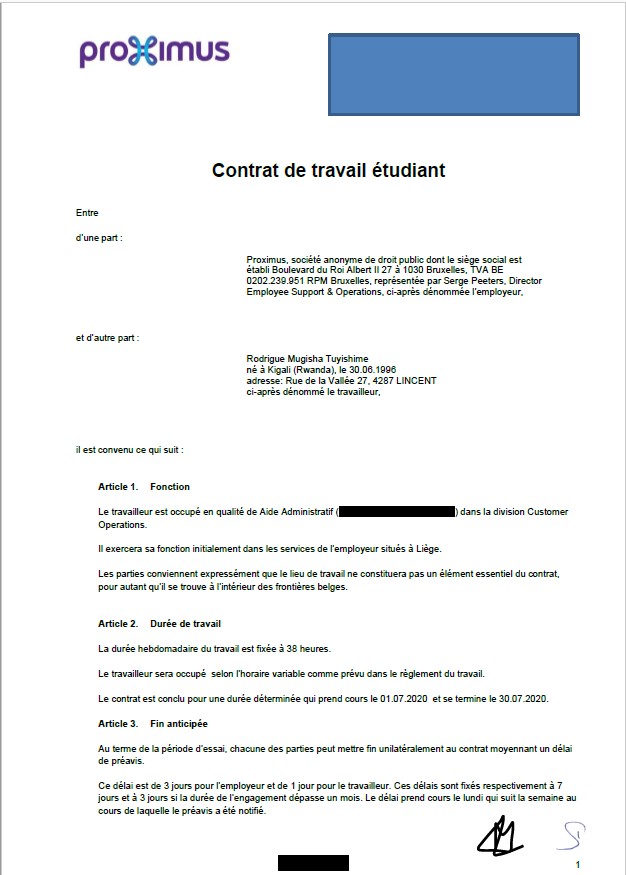 proximus
Contrat de travail étudiant
Entre
d'une part :
Proximus, société anonyme de droit public dont le siège social est
établi Boulevard du Roi Albert II 27 à 1030 Bruxelles, TVA BE
0202.239.951 RPM Bruxelles, représentée par Serge Peeters, Director
Employee Support & Operations, ci-après dénommée l'employeur,
et d'autre part :
Rodrigue Mugisha Tuyishime
né à Kigali (Rwanda), le 30.06.1996
adresse: Rue de la Vallée 27, 4287 LINCENT
ci-après dénommé le travailleur,
il est convenu ce qui suit :
Article 1. Fonction
Le travailleur est occupé en qualité de Aide Administratif ( ) dans la division Customer
Operations.
Il exercera sa fonction initialement dans les services de l'employeur situés à Liège.
Les parties conviennent expressément que le lieu de travail ne constituera pas un élément essentiel du contrat,
pour autant qu'il se trouve à l'intérieur des frontières belges.
Article 2. Durée de travail
La durée hebdomadaire du travail est fixée à 38 heures.
Le travailleur sera occupé selon l'horaire variable comme prévu dans le règlement du travail.
Le contrat est conclu pour une durée déterminée qui prend cours le 01.07.2020 et se termine le 30.07.2020.
Article 3. Fin anticipée
Au terme de la période d'essai, chacune des parties peut mettre fin unilatéralement au contrat moyennant un délai
de préavis.
Ce délai est de 3 jours pour l'employeur et de 1 jour pour le travailleur. Ces délais sont fixés respectivement à 7
jours et à 3 jours si la durée de l'engagement dépasse un mois. Le délai prend cours le lundi qui suit la semaine au
cours de laquelle le préavis a été notifié.
1